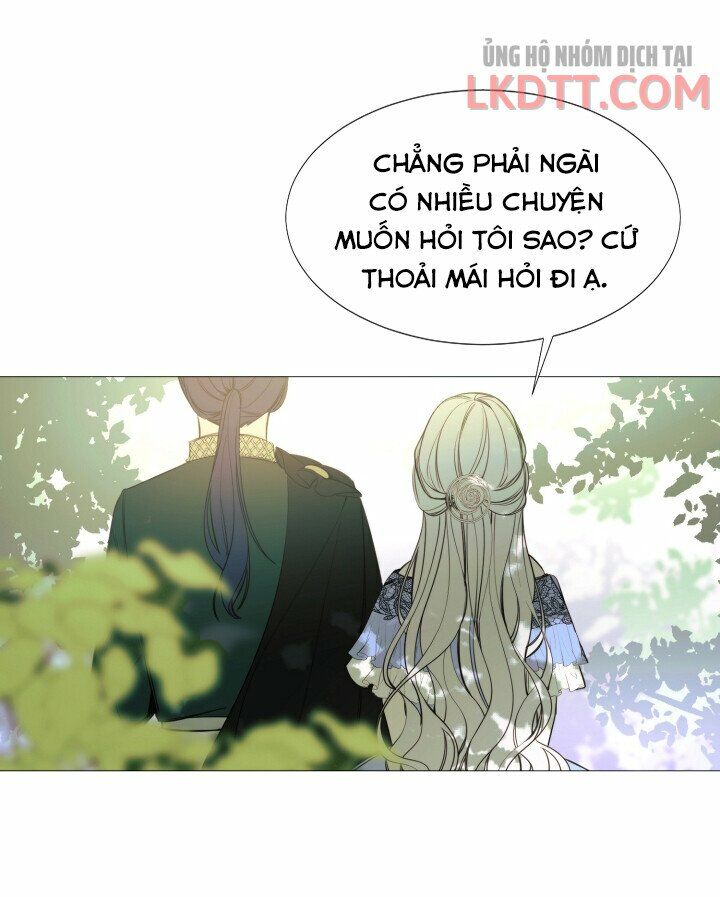 ỦNG HỘ NHÓM DỊCH TẠI
LKDTT.COM
CHẲNG PHẢI NGÀI
CÓ NHIỀU CHUYỆN
MUỐN HỎI TÔI SAO? CỨ
THOẢI MÁI HỎI ĐI Ạ.